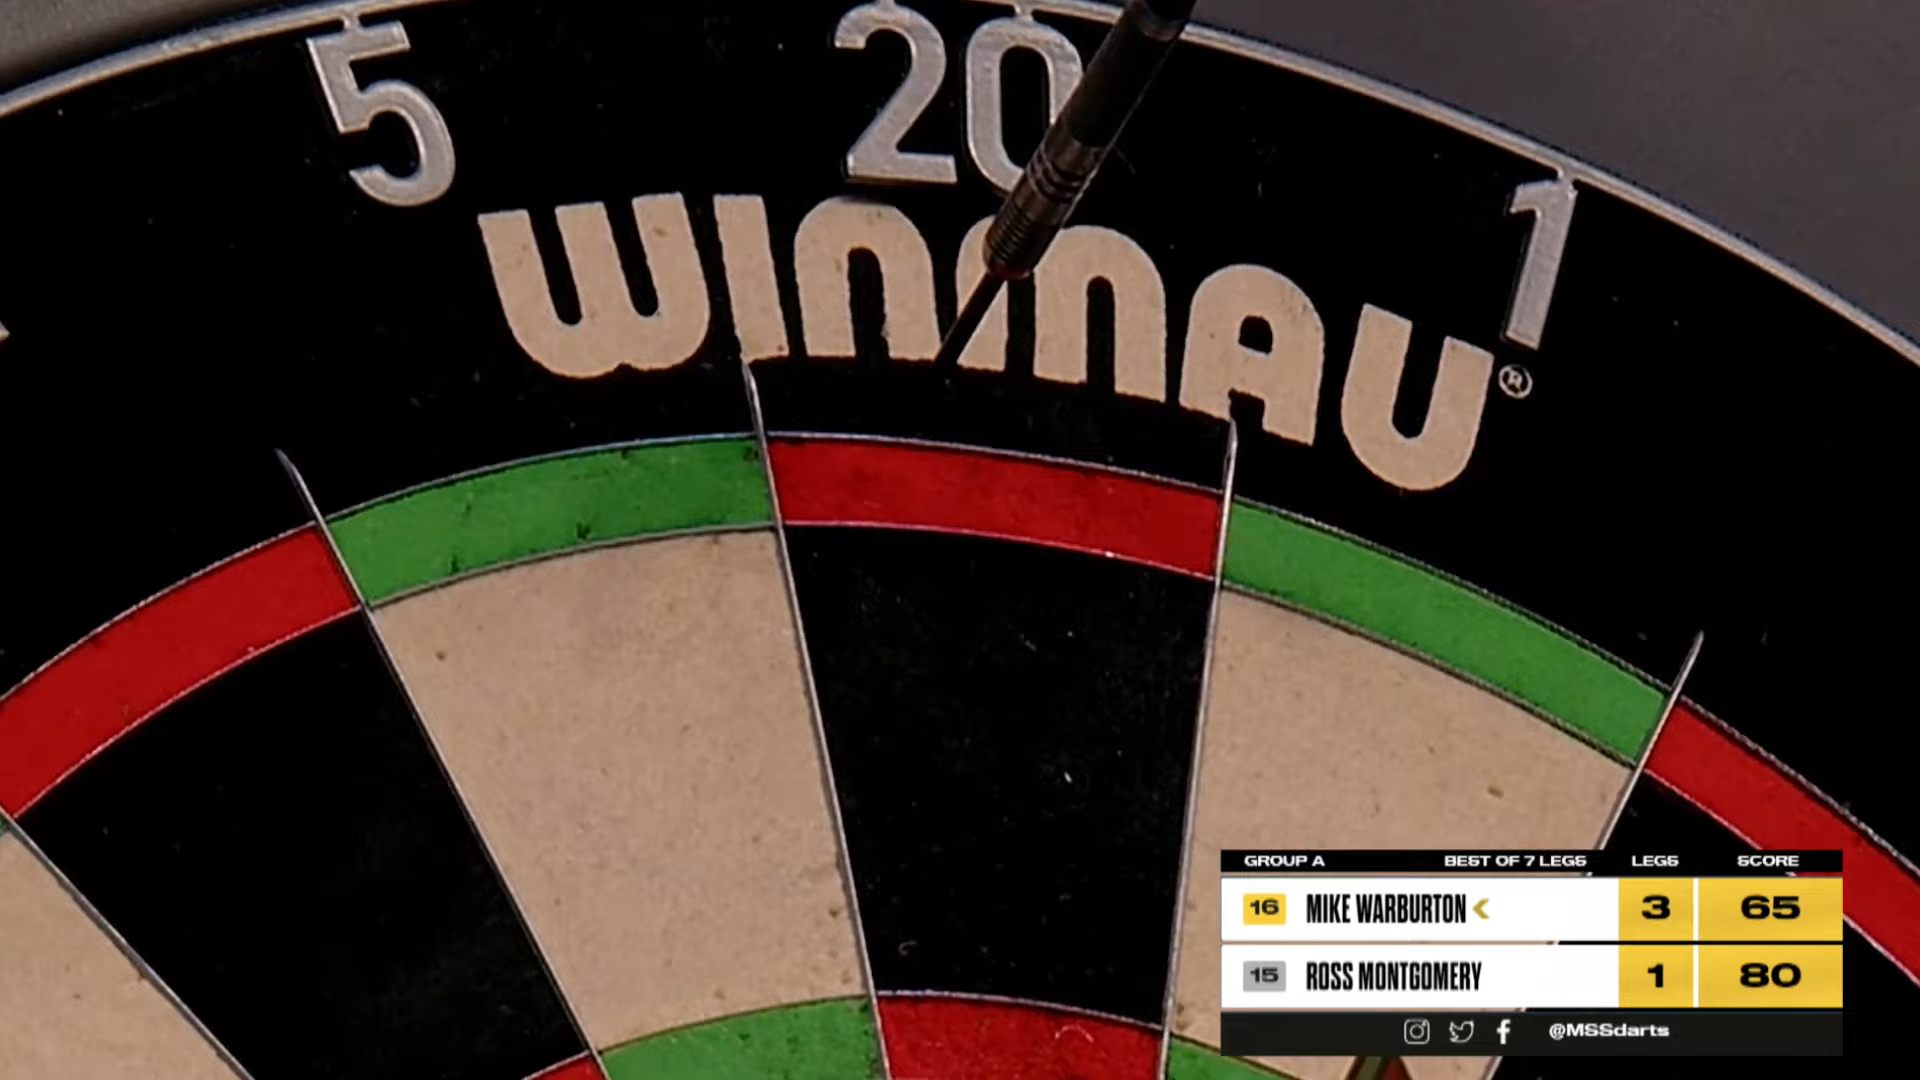 5
20
1
WINMAU®
GROUP A BEST OF 7 LEGS LEGS SCORE
16 MIKE WARBURTON 3 65
15 ROSS MONTGOMERY 1 80
@MSSdarts